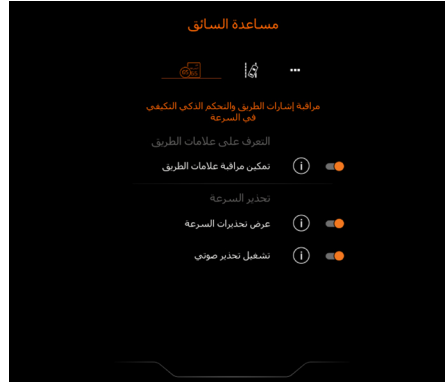 مساعدة السائق
مراقبة إشارات الطريق والتحكم الذكي التكيفي
في السرعة
التعرف على علامات الطريق
تمكين مراقبة علامات الطريق
تحذير السرعة
عرض تحذيرات السرعة
تشغيل تحذير صوتي